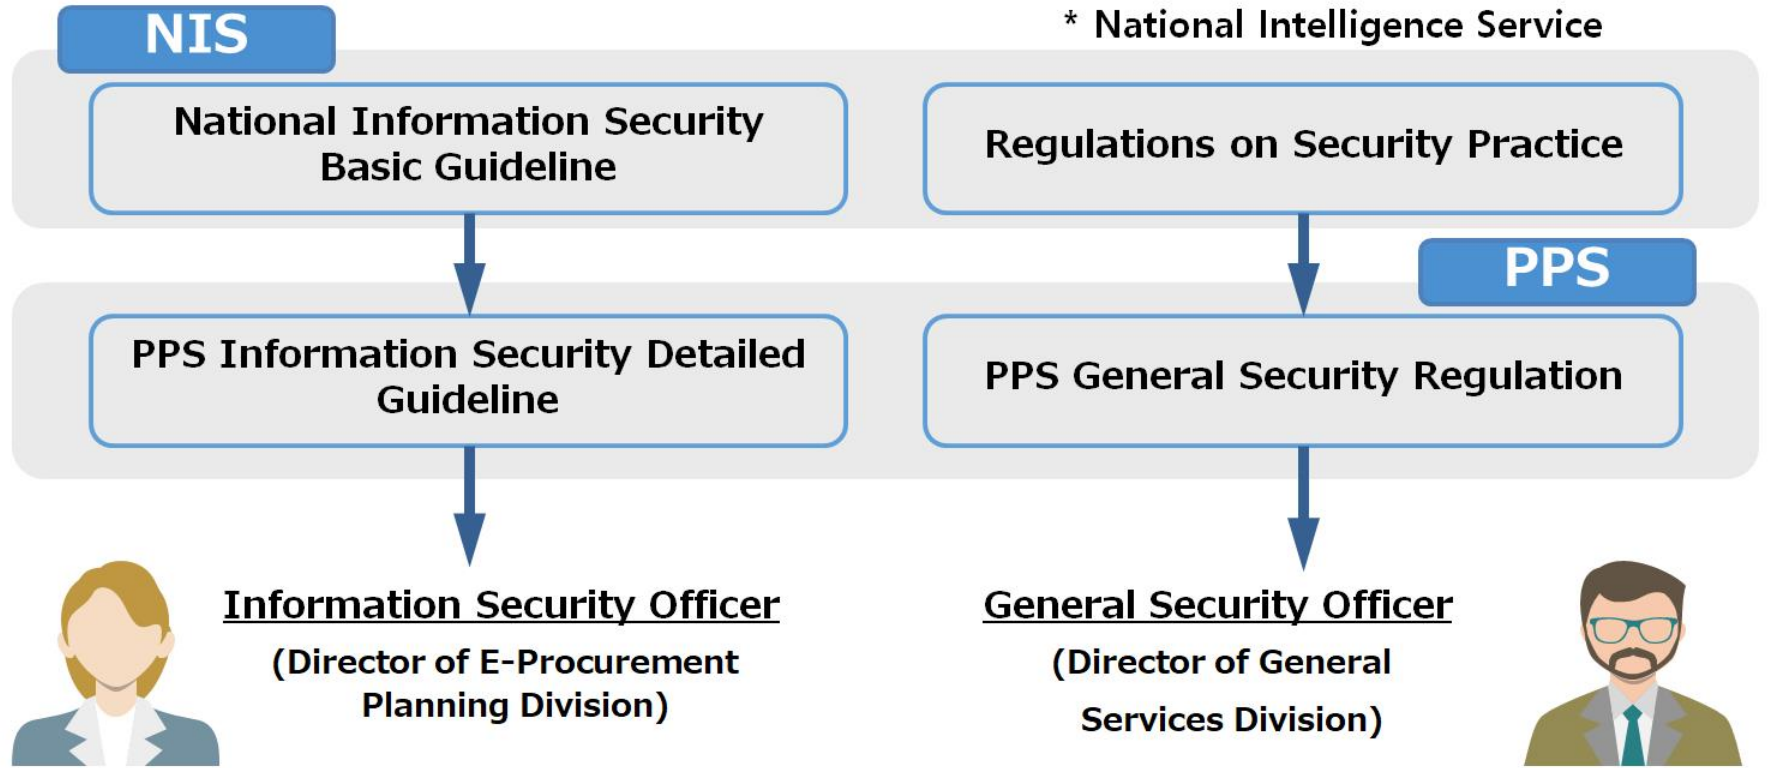 NIS
* National Intelligence Service
National Information Security
Basic Guideline
Regulations on Security Practice
PPS
PPS Information Security Detailed
Guideline
PPS General Security Regulation
Information Security Officer
(Director of E-Procurement
Planning Division)
General Security Officer
(Director of General
Services Division)